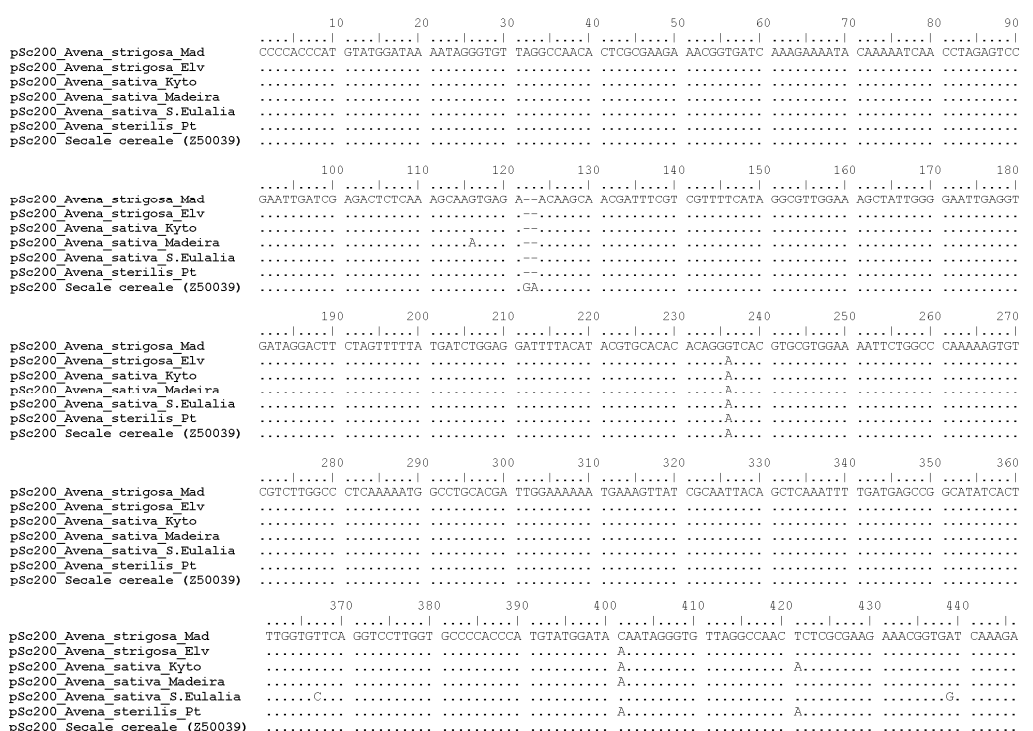 10 20 30 40 50 60 70 80 90
pSc200_Avena_strigosa_Mad CCCCACCCAT GTATGGATAA AATAGGGTGT TAGGCCAACA CTCGCGAAGA AACGGTGATC AAAGAAAATA CAAAAATCAA CCTAGAGTCC
pSc200_Avena_strigosa_Elv .......... .......... .......... .......... .......... .......... .......... .......... ..........
pSc200_Avena_sativa_Kyto .......... .......... .......... .......... .......... .......... .......... .......... ..........
pSc200_Avena_sativa_Madeira .......... .......... .......... .......... .......... .......... .......... .......... ..........
pSc200_Avena_sativa_S.Eulalia .......... .......... .......... .......... .......... .......... .......... .......... ..........
pSc200_Avena_sterilis_Pt .......... .......... .......... .......... .......... .......... .......... .......... ..........
pSc200 Secale cereale (Z50039) .......... .......... .......... .......... .......... .......... .......... .......... ..........
100 110 120 130 140 150 160 170 180
pSc200_Avena_strigosa_Mad GAATTGATCG AGACTCTCAA AGCAAGTGAG A--ACAAGCA ACGATTTCGT CGTTTTCATA GGCGTTGGAA AGCTATTGGG GAATTGAGGT
pSc200_Avena_strigosa_Elv .......... .......... .......... .--....... .......... .......... .......... .......... ..........
pSc200_Avena_sativa_Kyto .......... .......... .......... .--....... .......... .......... .......... .......... ..........
pSc200_Avena_sativa_Madeira .......... .......... .....A.... .--....... .......... .......... .......... .......... ..........
pSc200_Avena_sativa_S.Eulalia .......... .......... .......... .--....... .......... .......... .......... .......... ..........
pSc200_Avena_sterilis_Pt .......... .......... .......... .--....... .......... .......... .......... .......... ..........
pSc200 Secale cereale (Z50039) .......... .......... .......... .GA....... .......... .......... .......... .......... ..........
190 200 210 220 230 240 250 260 270
pSc200_Avena_strigosa_Mad GATAGGACTT CTAGTTTTTA TGATCTGGAG GATTTTACAT ACGTGCACAC ACAGGGTCAC GTGCGTGGAA AATTCTGGCC CAAAAAGTGT
pSc200_Avena_strigosa_Elv .......... .......... .......... .......... .......... .....A.... .......... .......... ..........
pSc200_Avena_sativa_Kyto .......... .......... .......... .......... .......... .....A.... .......... .......... ..........
pSc200_Avena_sativa_Madeira .......... .......... .......... .......... .......... .....A.... .......... .......... ..........
pSc200_Avena_sativa_S.Eulalia .......... .......... .......... .......... .......... .....A.... .......... .......... ..........
pSc200_Avena_sterilis_Pt .......... .......... .......... .......... .......... .....A.... .......... .......... ..........
pSc200 Secale cereale (Z50039) .......... .......... .......... .......... .......... .....A.... .......... .......... ..........
280 290 300 310 320 330 340 350 360
pSc200_Avena_strigosa_Mad CGTCTTGGCC CTCAAAAATG GCCTGCACGA TTGGAAAAAA TGAAAGTTAT CGCAATTACA GCTCAAATTT TGATGAGCCG GCATATCACT
pSc200_Avena_strigosa_Elv .......... .......... .......... .......... .......... .......... .......... .......... ..........
pSc200_Avena_sativa_Kyto .......... .......... .......... .......... .......... .......... .......... .......... ..........
pSc200_Avena_sativa_Madeira .......... .......... .......... .......... .......... .......... .......... .......... ..........
pSc200_Avena_sativa_S.Eulalia .......... .......... .......... .......... .......... .......... .......... .......... ..........
pSc200_Avena_sterilis_Pt .......... .......... .......... .......... .......... .......... .......... .......... ..........
pSc200 Secale cereale (Z50039) .......... .......... .......... .......... .......... .......... .......... .......... ..........
370 380 390 400 410 420 430 440
pSc200_Avena_strigosa_Mad TTGGTGTTCA GGTCCTTGGT GCCCCACCCA TGTATGGATA CAATAGGGTG TTAGGCCAAC TCTCGCGAAG AAACGGTGAT CAAAGA
pSc200_Avena_strigosa_Elv .......... .......... .......... .......... A......... .......... .......... .......... ......
pSc200_Avena_sativa_Kyto .......... .......... .......... .......... A......... .......... A......... .......... ......
pSc200_Avena_sativa_Madeira .......... .......... .......... .......... A......... .......... .......... .......... ......
pSc200_Avena_sativa_S.Eulalia ......C... .......... .......... .......... .......... .......... .......... ........G. ......
pSc200_Avena_sterilis_Pt .......... .......... .......... .......... A......... .......... A......... .......... ......
pSc200 Secale cereale (Z50039) .......... .......... .......... .......... .......... .......... .......... .......... ......